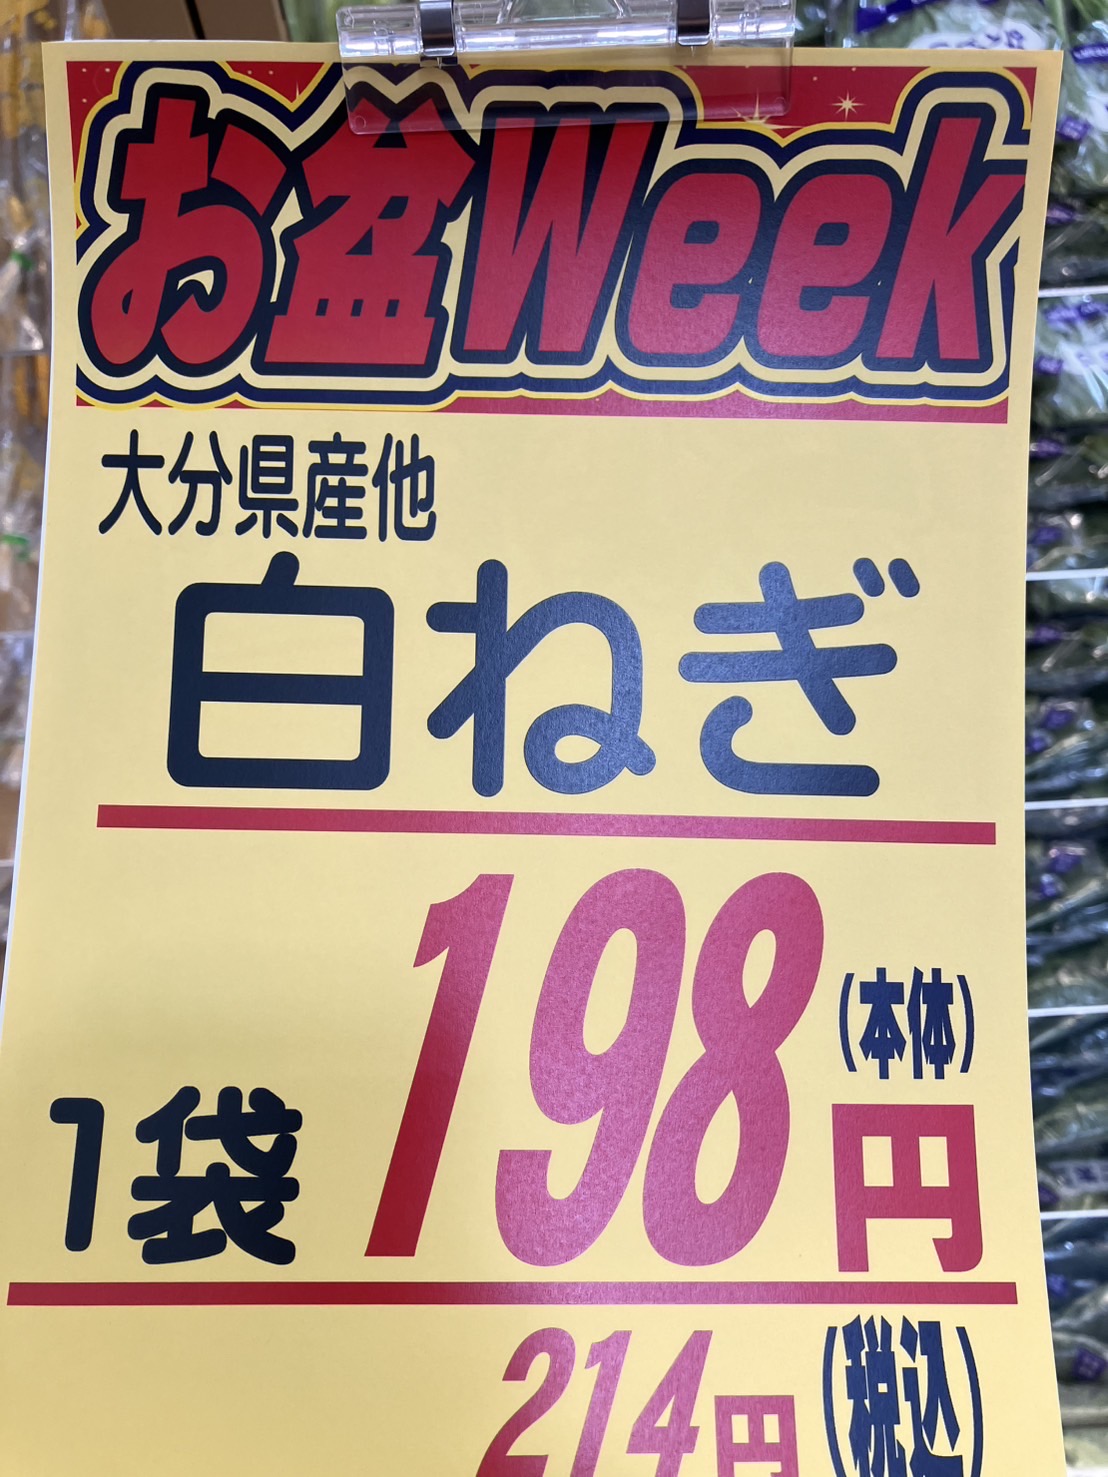 お盆Week
大分県産他
白ねぎ
1袋 198円 (本体)
214円 (税込)